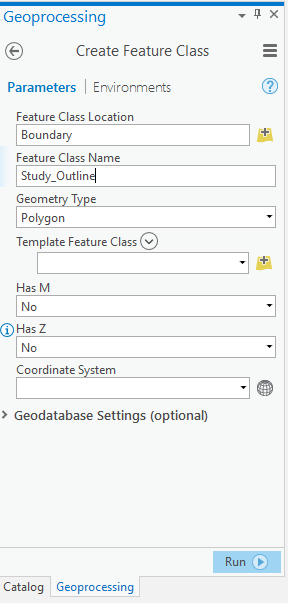 Geoprocessing
Create Feature Class
Parameters | Environments
Feature Class Location
Boundary
Feature Class Name
Study_Outline
Geometry Type
Polygon
Template Feature Class
Has M
No
Has Z
No
Coordinate System
Geodatabase Settings (optional)
Run
Catalog Geoprocessing